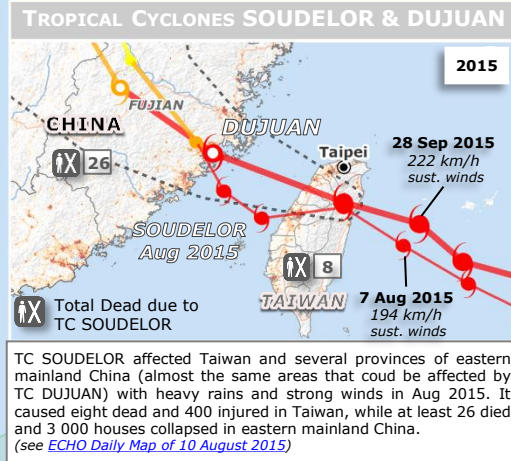 TROPICAL CYCLONES SOUDELOR & DUJUAN
2015
FUJIAN
CHINA
DUJUAN
26
Taipei
28 Sep 2015
222 km/h
sust. winds
SOUDELOR
Aug 2015
8
TAIWAN
7 Aug 2015
194 km/h
sust. winds
Total Dead due to
TC SOUDELOR
TC SOUDELOR affected Taiwan and several provinces of eastern
mainland China (almost the same areas that coud be affected by
TC DUJUAN) with heavy rains and strong winds in Aug 2015. It
caused eight dead and 400 injured in Taiwan, while at least 26 died
and 3 000 houses collapsed in eastern mainland China.
(see ECHO Daily Map of 10 August 2015)